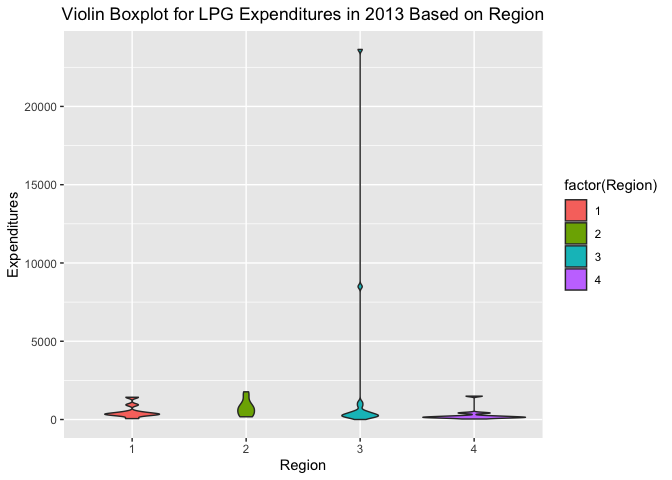 Violin Boxplot for LPG Expenditures in 2013 Based on Region
20000
15000
10000
5000
0
Expenditures
1 2 3 4
Region
factor(Region)
1
2
3
4